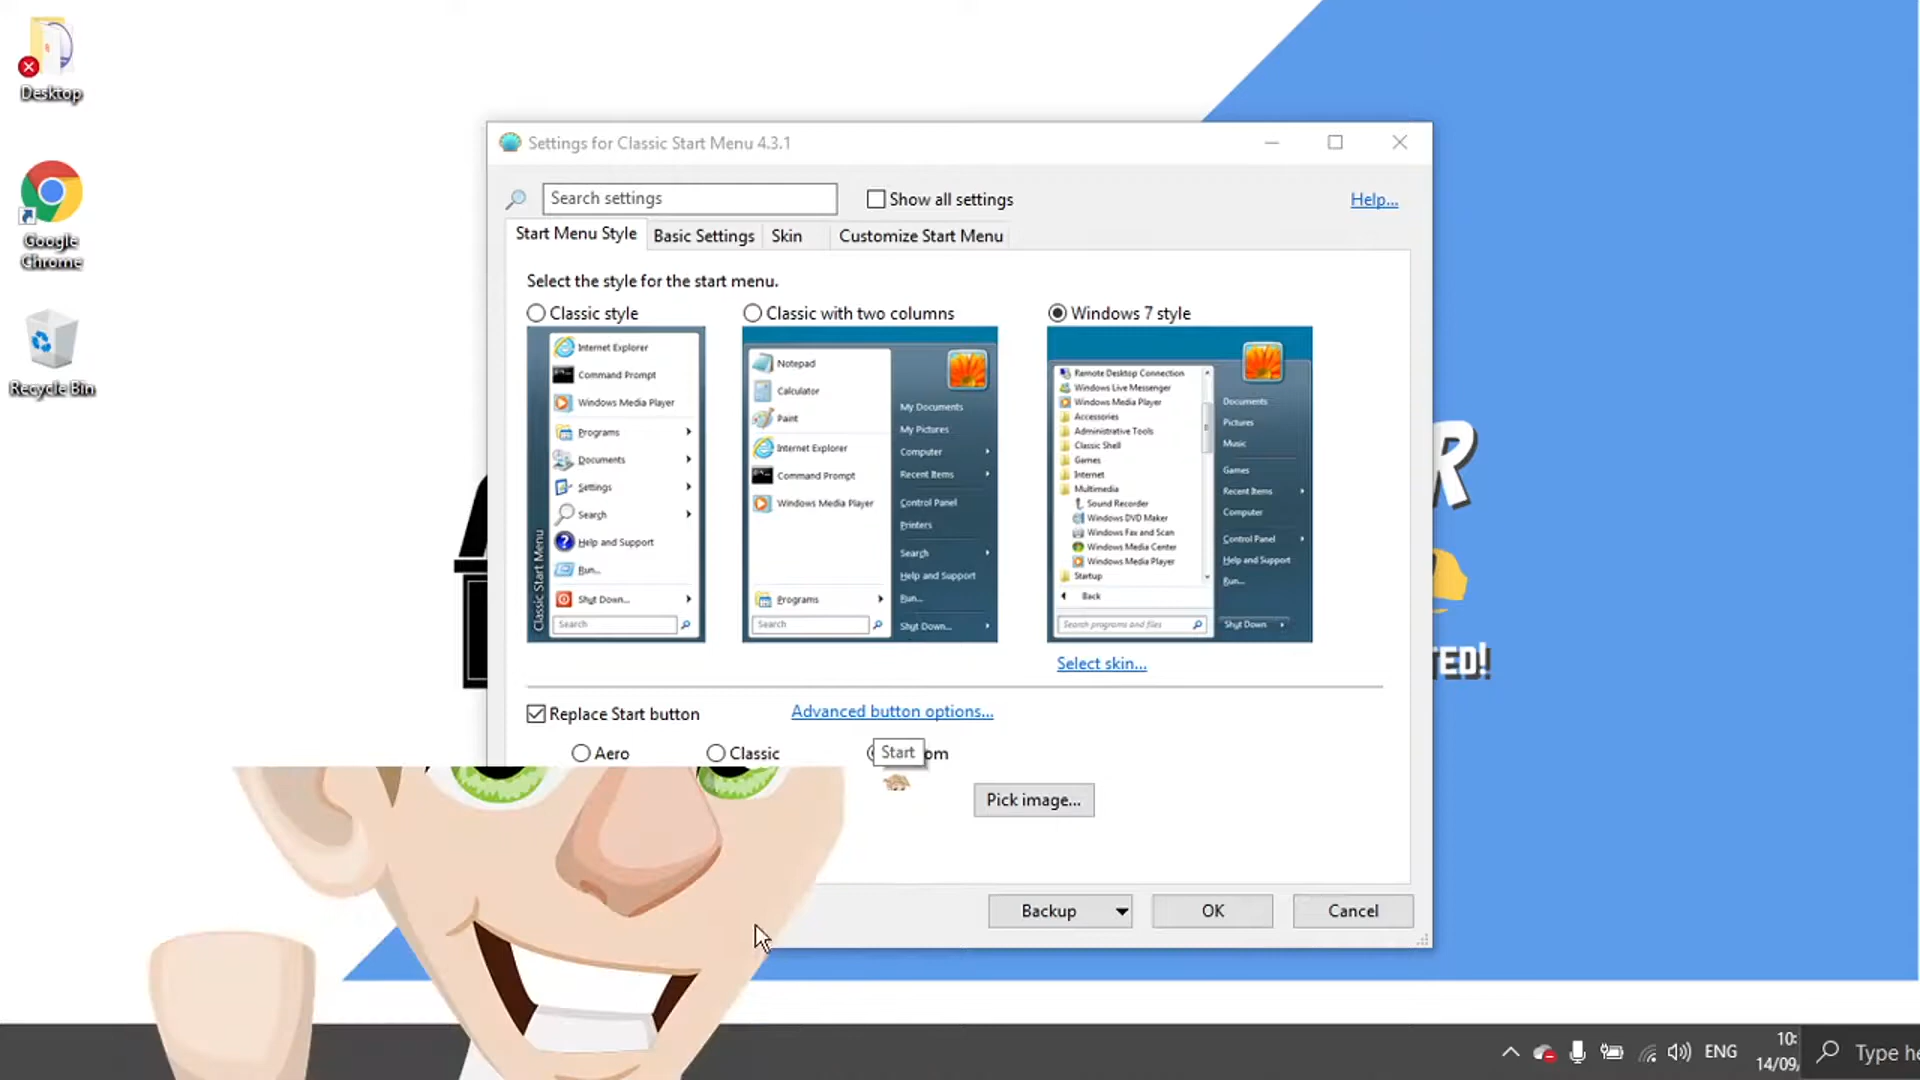 Desktop
Google
Chrome
Recycle Bin
Settings for Classic Start Menu 4.3.1
Search settings
Show all settings
Help...
Start Menu Style
Basic Settings
Skin
Customize Start Menu
Select the style for the start menu.
Classic style
Classic with two columns
Windows 7 style
Internet Explorer
Command Prompt
Windows Media Player
Programs
Documents
Settings
Search
Help and Support
Run...
Shut Down...
Search
Classic Start Menu
Notepad
Calculator
Paint
Internet Explorer
Command Prompt
Windows Media Player
Programs
Search
My Documents
My Pictures
Computer
Recent Items
Control Panel
Printers
Search
Help and Support
Run...
Shut Down...
Remote Desktop Connection
Windows Live Messenger
Windows Media Player
Accessories
Administrative Tools
Classic Shell
Games
Internet
Multimedia
Sound Recorder
Windows DVD Maker
Windows Fax and Scan
Windows Media Center
Windows Media Player
Startup
Back
Search programs and files
Documents
Pictures
Music
Games
Recent Items
Computer
Control Panel
Help and Support
Run...
Shut Down
Select skin...
Replace Start button
Advanced button options...
Aero
Classic
Start
om
Pick image...
Backup
OK
Cancel
R
TED!
ENG
10:
14/09/
Type he